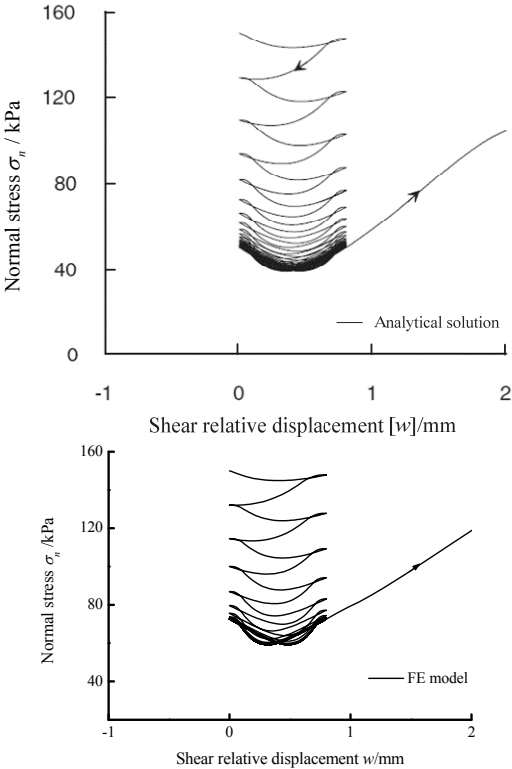 160
120
80
40
0
-1 0 1 2
Normal stress σn / kPa
Analytical solution
Shear relative displacement [w]/mm
160
120
80
40
-1 0 1 2
Normal stress σn /kPa
FE model
Shear relative displacement w/mm